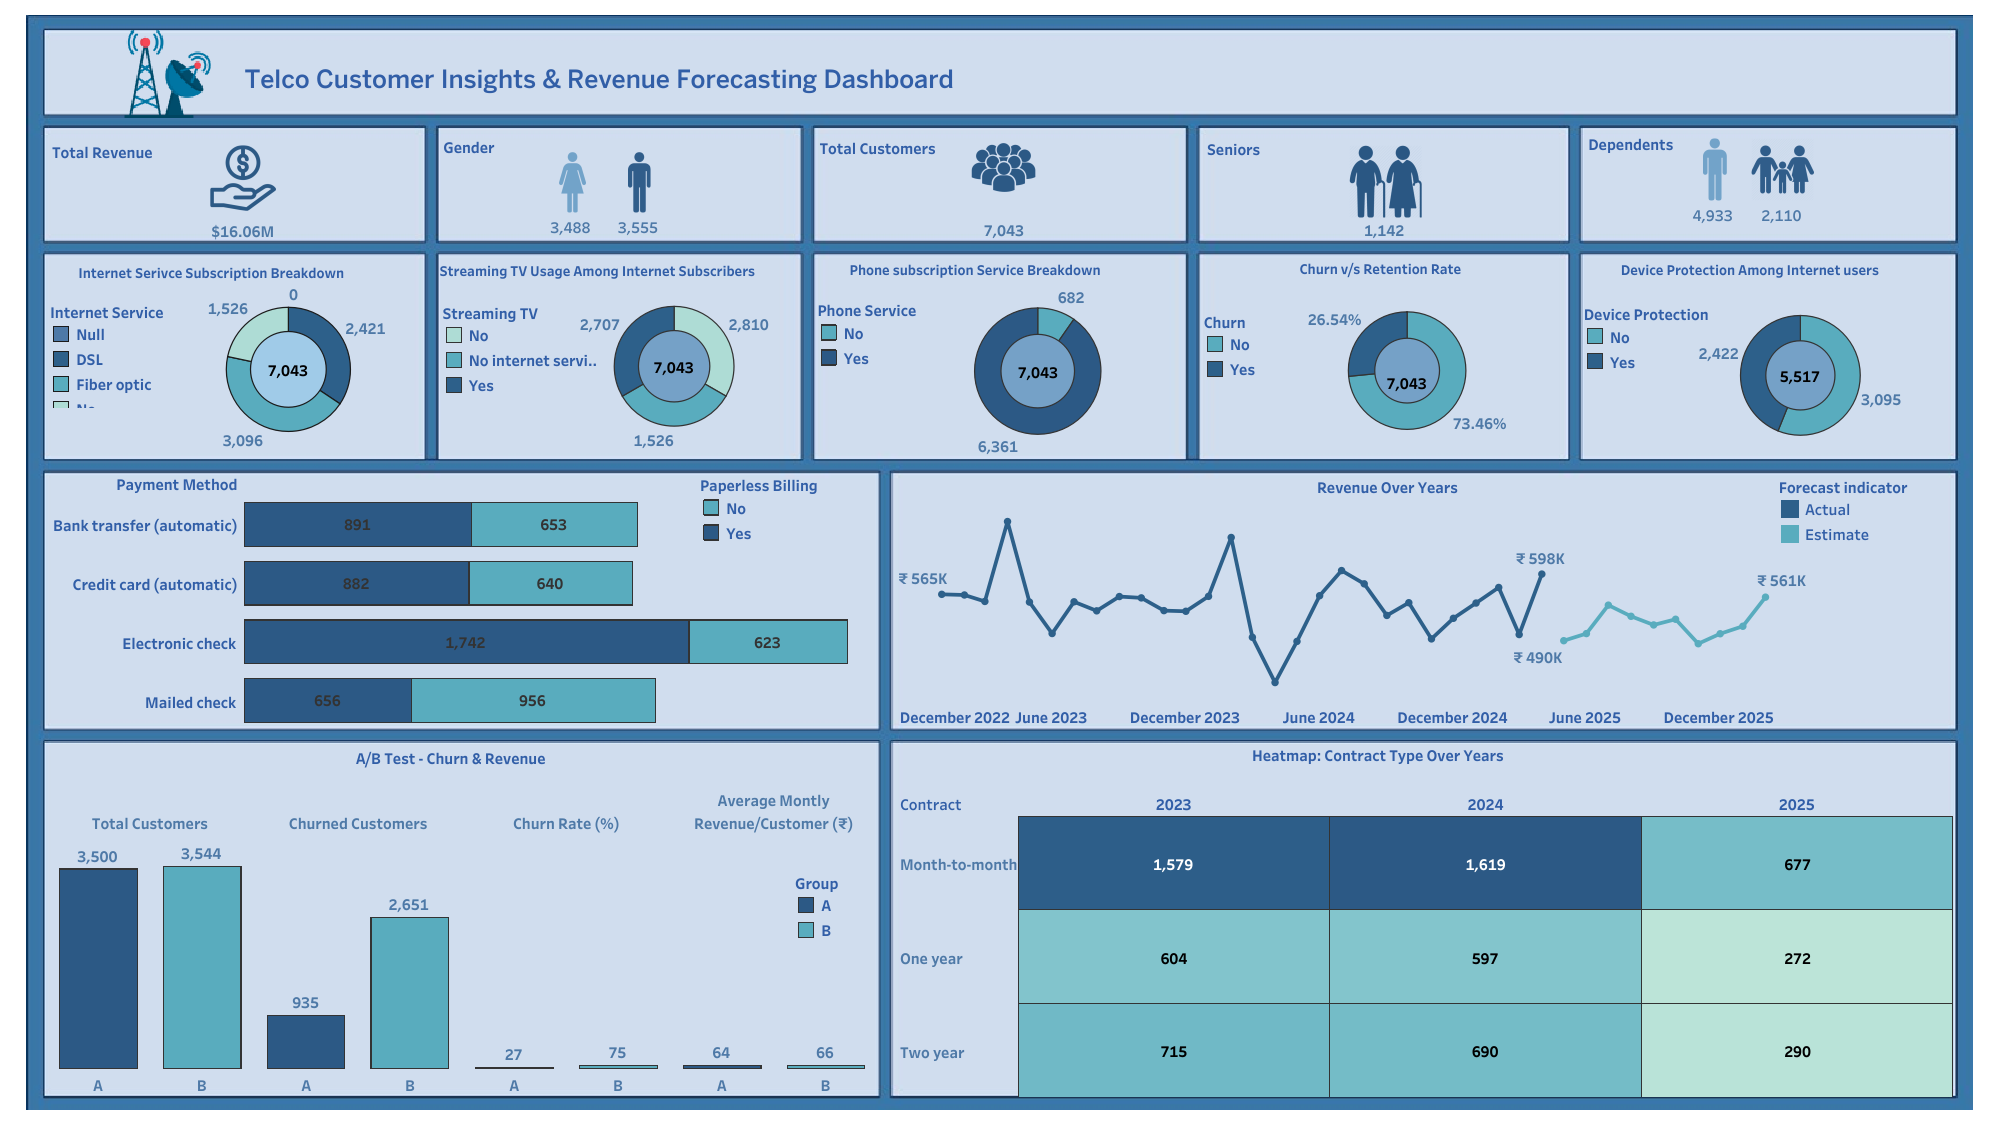 Telco Customer Insights & Revenue Forecasting Dashboard
Total Revenue
$16.06M
Gender
3,488 3,555
Total Customers
7,043
Seniors
1,142
Dependents
4,933 2,110
Internet Serivce Subscription Breakdown
Internet Service
Null
DSL
Fiber optic
No
0
1,526
2,421
7,043
3,096
Streaming TV Usage Among Internet Subscribers
Streaming TV
No
No internet servi..
Yes
2,707
2,810
7,043
1,526
Phone subscription Service Breakdown
Phone Service
No
Yes
682
7,043
6,361
Churn v/s Retention Rate
Churn
No
Yes
26.54%
7,043
73.46%
Device Protection Among Internet users
Device Protection
No
Yes
2,422
5,517
3,095
Payment Method
Bank transfer (automatic) 891 653
Credit card (automatic) 882 640
Electronic check 1,742 623
Mailed check 656 956
Paperless Billing
No
Yes
Revenue Over Years
Forecast indicator
Actual
Estimate
₹ 565K
₹ 598K
₹ 490K
₹ 561K
December 2022 June 2023 December 2023 June 2024 December 2024 June 2025 December 2025
A/B Test - Churn & Revenue
Total Customers
Churned Customers
Churn Rate (%)
Average Montly
Revenue/Customer (₹)
3,500 3,544
935 2,651
27 75
64 66
A B A B A B A B
Group
A
B
Heatmap: Contract Type Over Years
Contract 2023 2024 2025
Month-to-month 1,579 1,619 677
One year 604 597 272
Two year 715 690 290